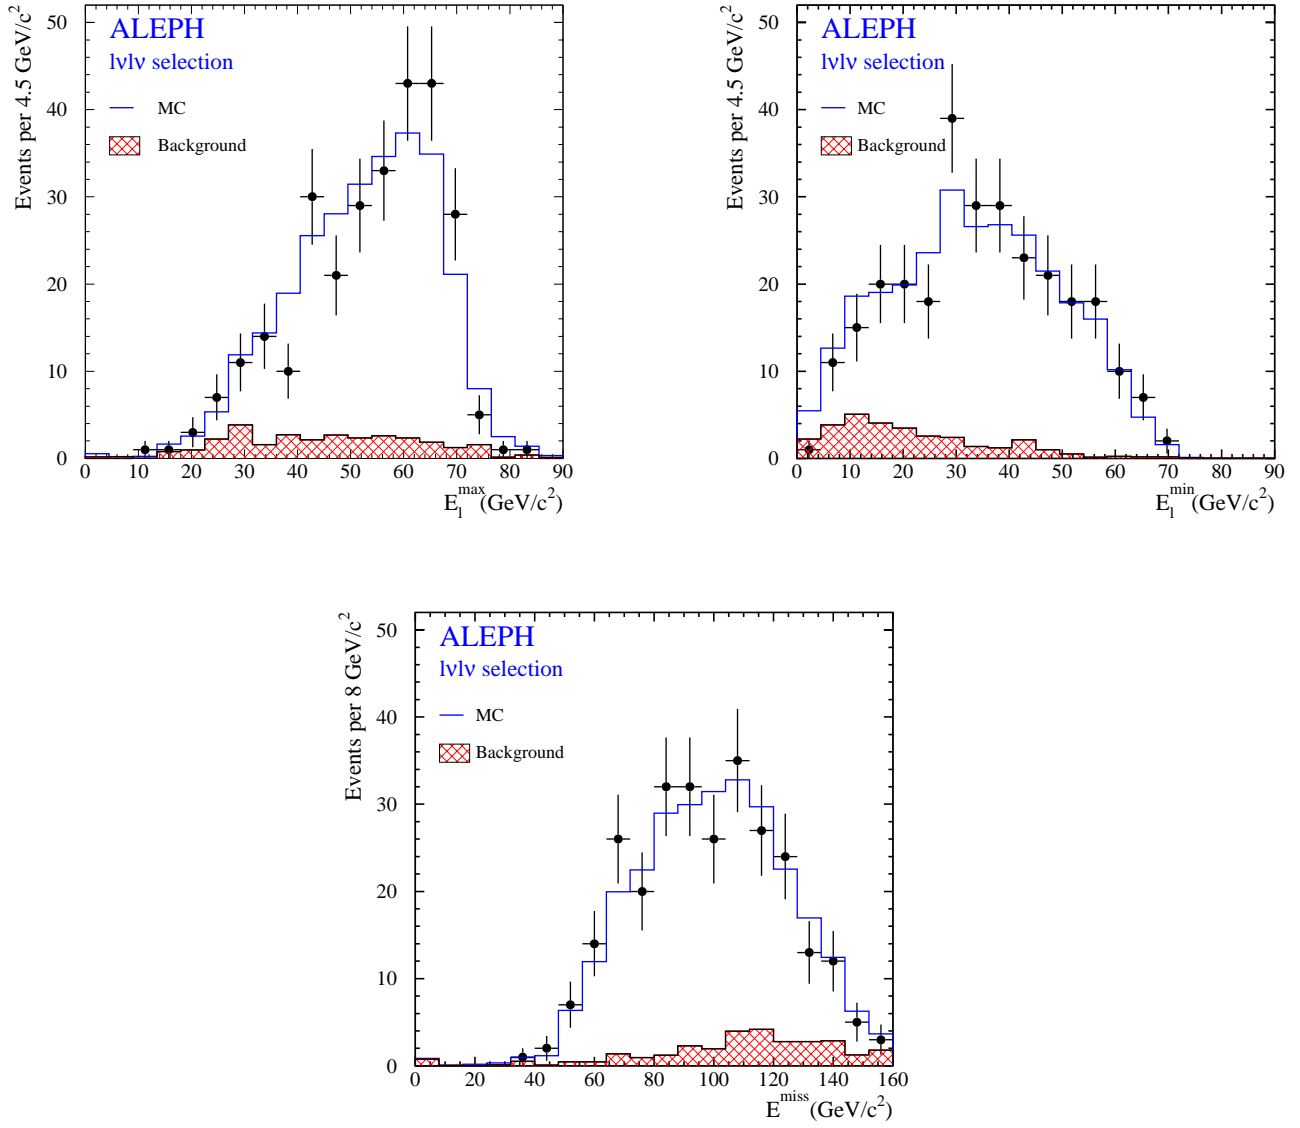 Events per 4.5 GeV/c²
ALEPH
lνlν selection
MC
Background
0
10
20
30
40
50
0 10 20 30 40 50 60 70 80 90
E_l^max(GeV/c²)
Events per 4.5 GeV/c²
ALEPH
lνlν selection
MC
Background
0
10
20
30
40
50
0 10 20 30 40 50 60 70 80 90
E_l^min(GeV/c²)
Events per 8 GeV/c²
ALEPH
lνlν selection
MC
Background
0
10
20
30
40
50
0 20 40 60 80 100 120 140 160
E^miss(GeV/c²)